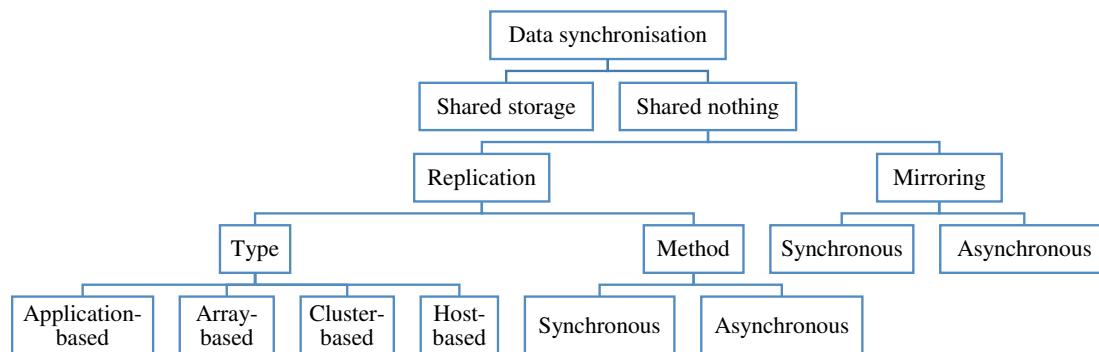 Data synchronisation
Shared storage
Shared nothing
Replication
Mirroring
Type
Method
Synchronous
Asynchronous
Application-
based
Array-
based
Cluster-
based
Host-
based
Synchronous
Asynchronous